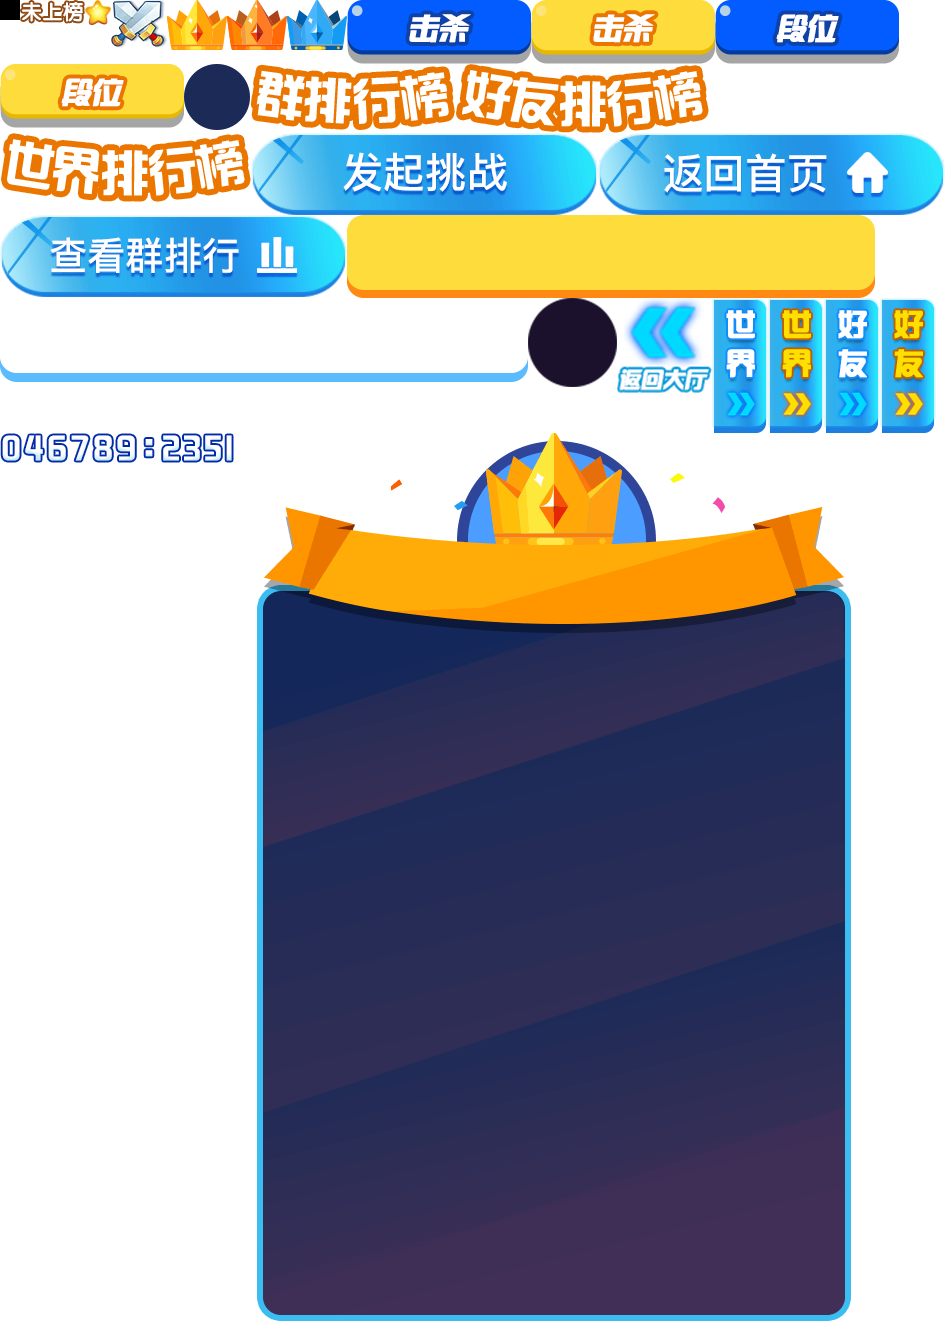 未上榜
击杀
击杀
段位
段位
群排行榜
好友排行榜
世界排行榜
发起挑战
返回首页
查看群排行
返回大厅
世界
世界
好友
好友
046789:2351